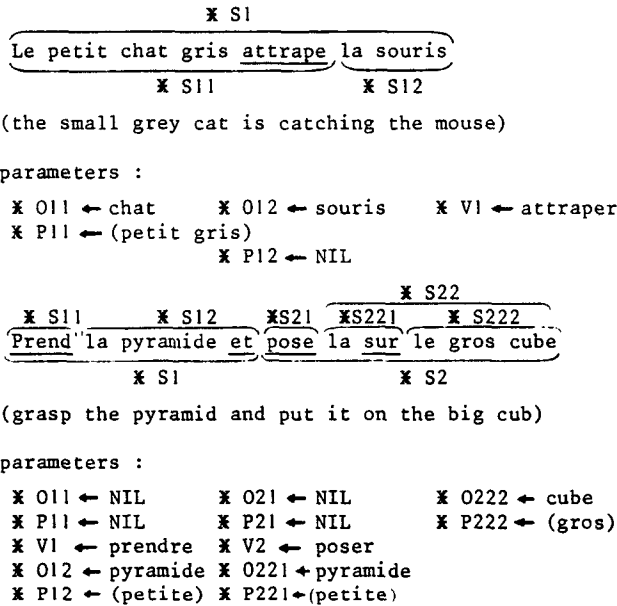 ӿ S1
Le petit chat gris attrape la souris
ӿ S11 ӿ S12
(the small grey cat is catching the mouse)
parameters :
ӿ O11 ← chat ӿ O12 ← souris ӿ V1 ← attraper
ӿ P11 ← (petit gris)
ӿ P12 ← NIL
ӿ S22
ӿ S11 ӿ S12 ӿS21 ӿS221 ӿ S222
Prend la pyramide et pose la sur le gros cube
ӿ S1 ӿ S2
(grasp the pyramid and put it on the big cub)
parameters :
ӿ O11 ← NIL ӿ O21 ← NIL ӿ O222 ← cube
ӿ P11 ← NIL ӿ P21 ← NIL ӿ P222 ← (gros)
ӿ V1 ← prendre ӿ V2 ← poser
ӿ O12 ← pyramide ӿ O221 ← pyramide
ӿ P12 ← (petite) ӿ P221←(petite)